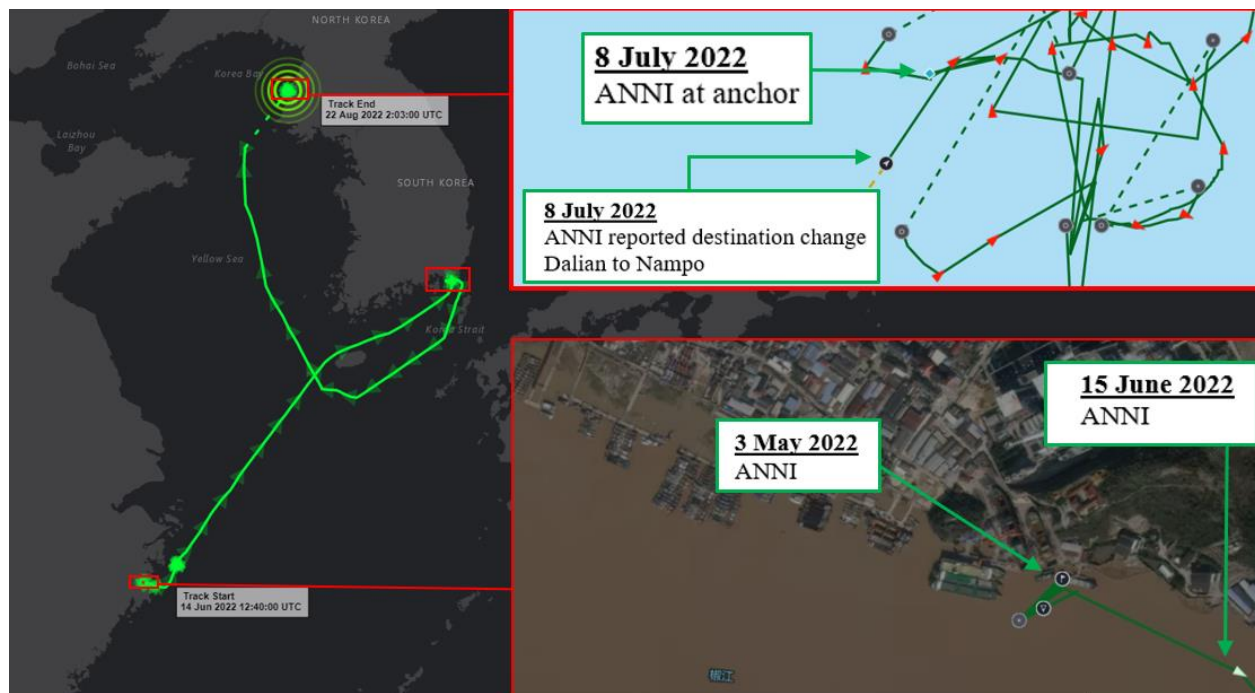 NORTH KOREA
Bohai Sea
Korea Bay
Track End
22 Aug 2022 2:03:00 UTC
Laizhou
Bay
SOUTH KOREA
Yellow Sea
Korea Strait
Track Start
14 Jun 2022 12:40:00 UTC
8 July 2022
ANNI at anchor
8 July 2022
ANNI reported destination change
Dalian to Nampo
3 May 2022
ANNI
15 June 2022
ANNI
椒江